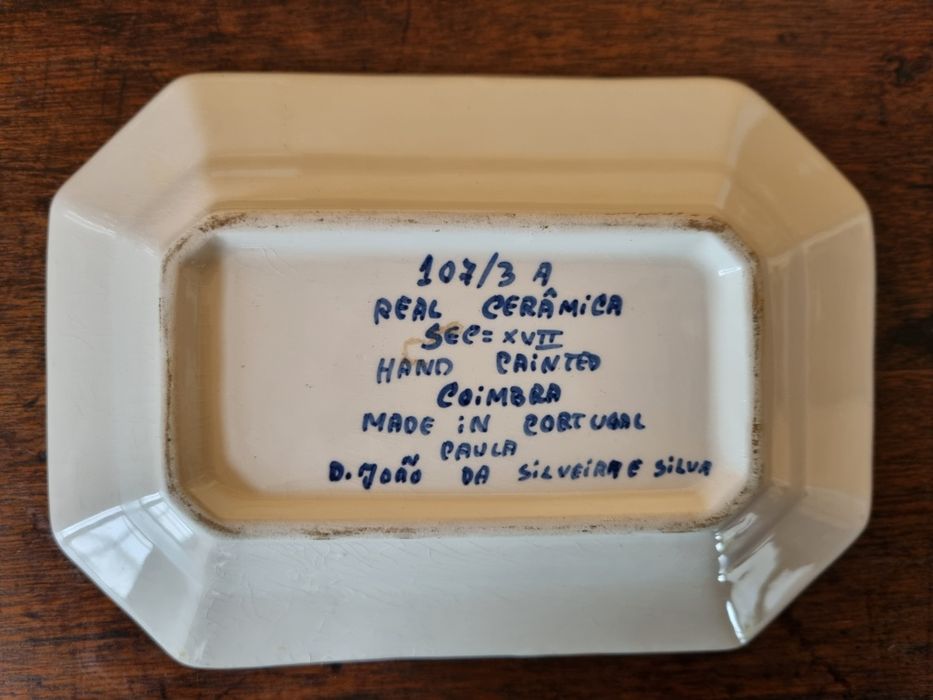 107/3 A
REAL CERÂMiCA
SEC= XVII
HAND PAiNTED
COiMBRA
MADE iN PORTUGAL
PAULA
D. JOÃO DA SiLVEiRA E SiLVA